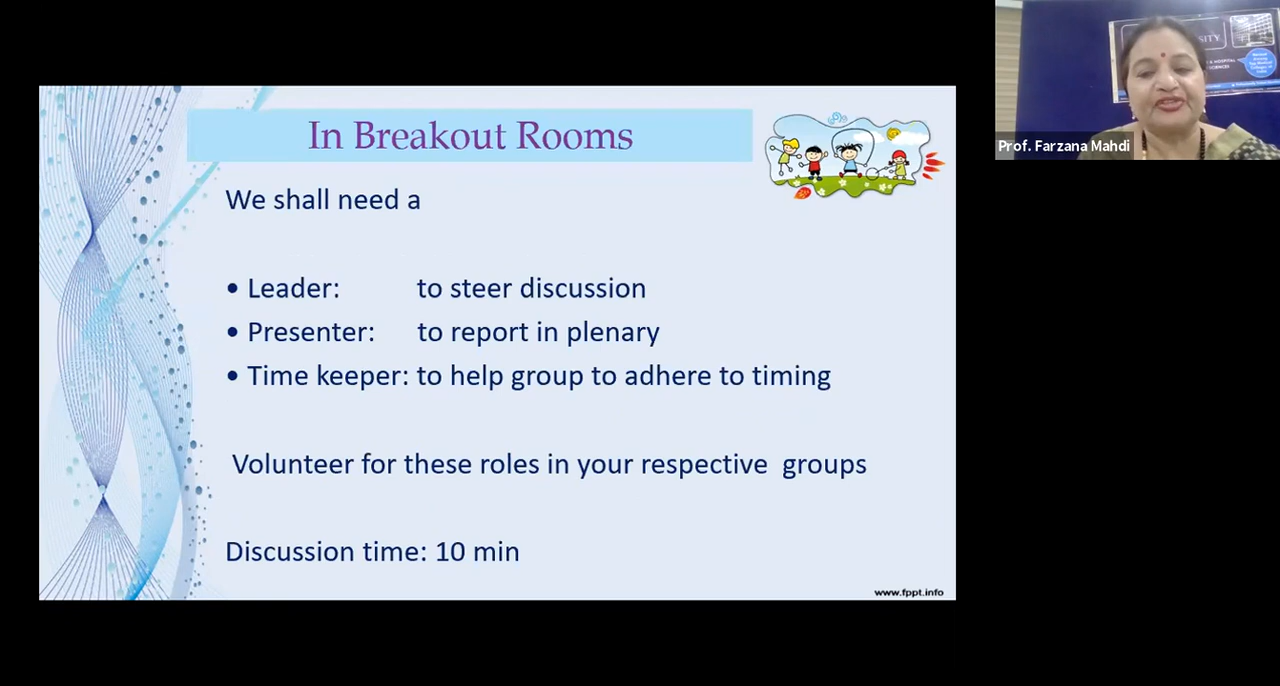 In Breakout Rooms
We shall need a
• Leader: to steer discussion
• Presenter: to report in plenary
• Time keeper: to help group to adhere to timing
Volunteer for these roles in your respective groups
Discussion time: 10 min
www.fppt.info
Prof. Farzana Mahdi